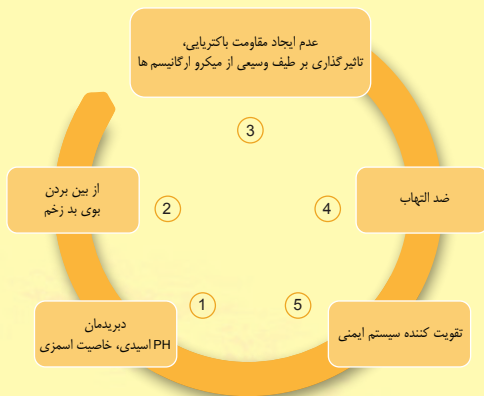 عدم ایجاد مقاومت باکتریایی،
تاثیرگذاری بر طیف وسیعی از میکرو ارگانیسم ها
3
از بین بردن
بوی بد زخم
2
4
ضد التهاب
1
5
دبریدمان
PH اسیدی، خاصیت اسمزی
تقویت کننده سیستم ایمنی